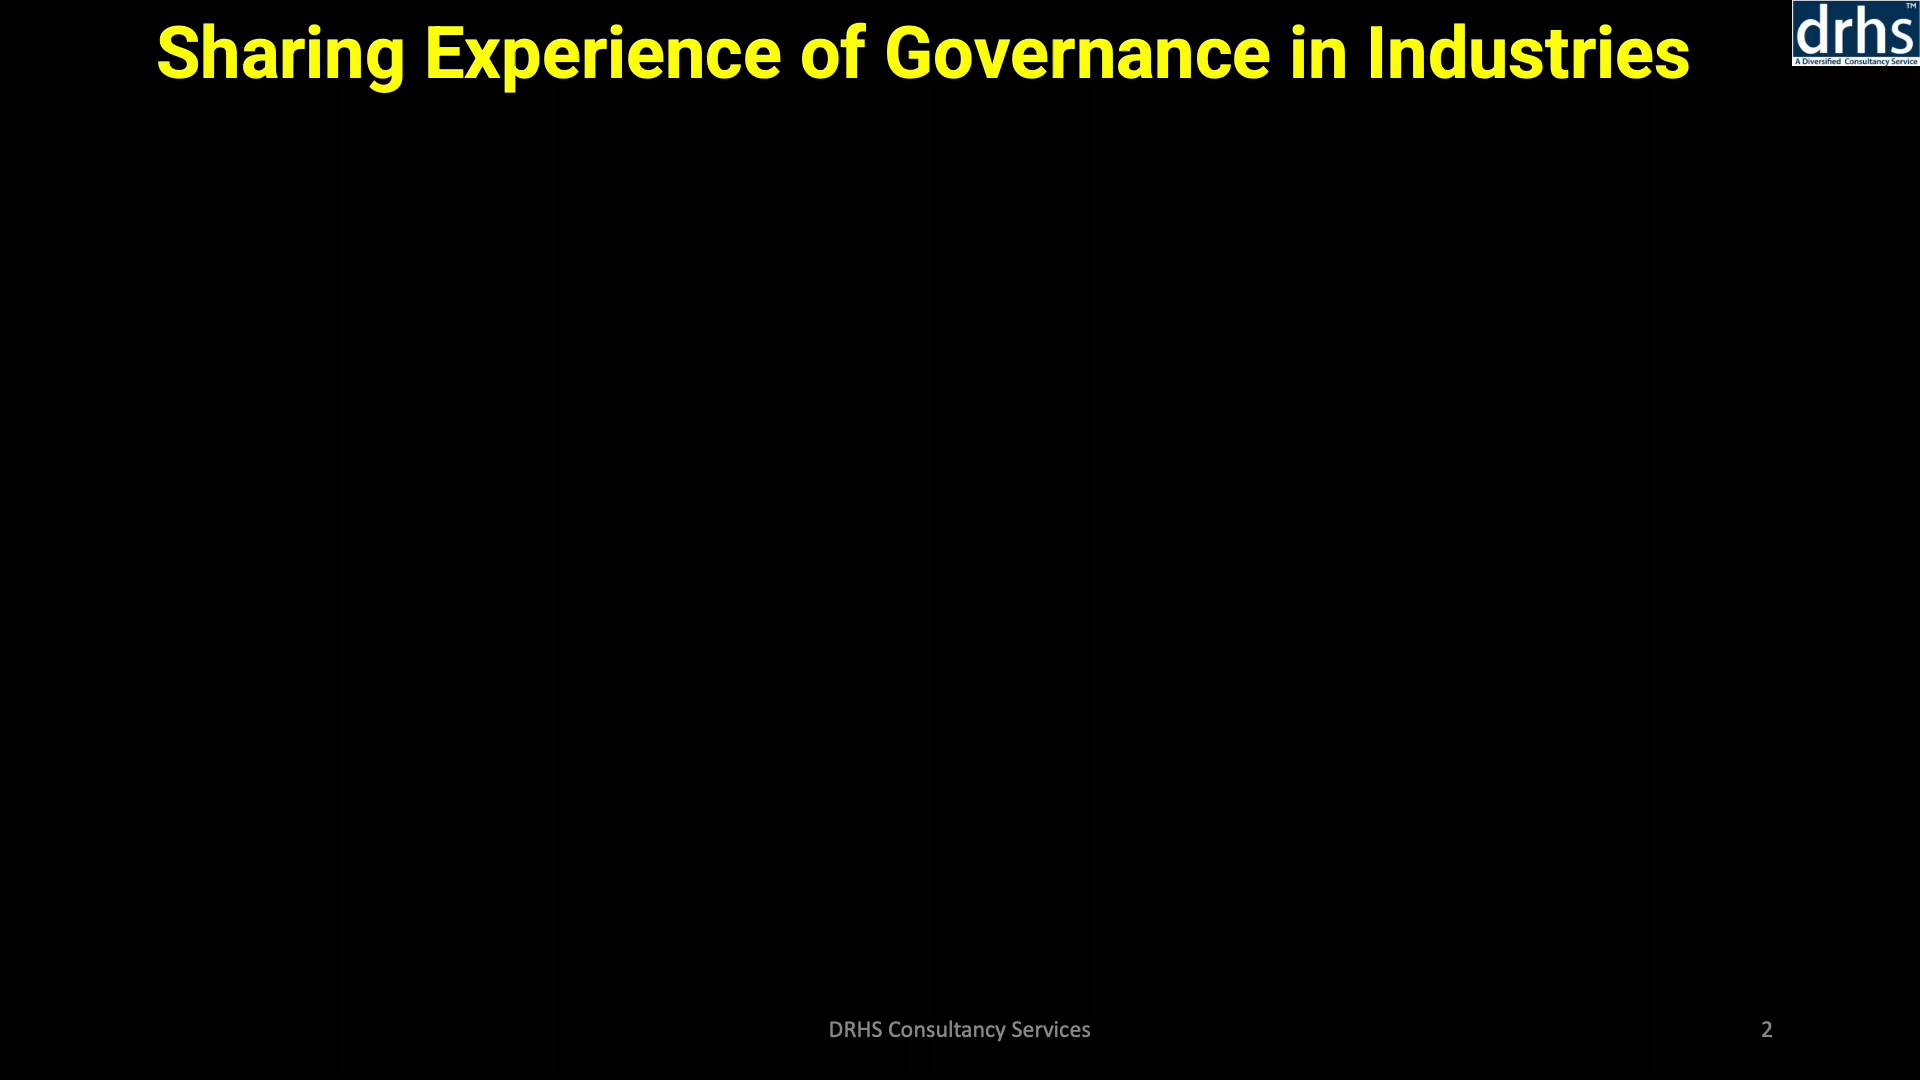 Sharing Experience of Governance in Industries
drhs TM
A Diversified Consultancy Service
DRHS Consultancy Services
2